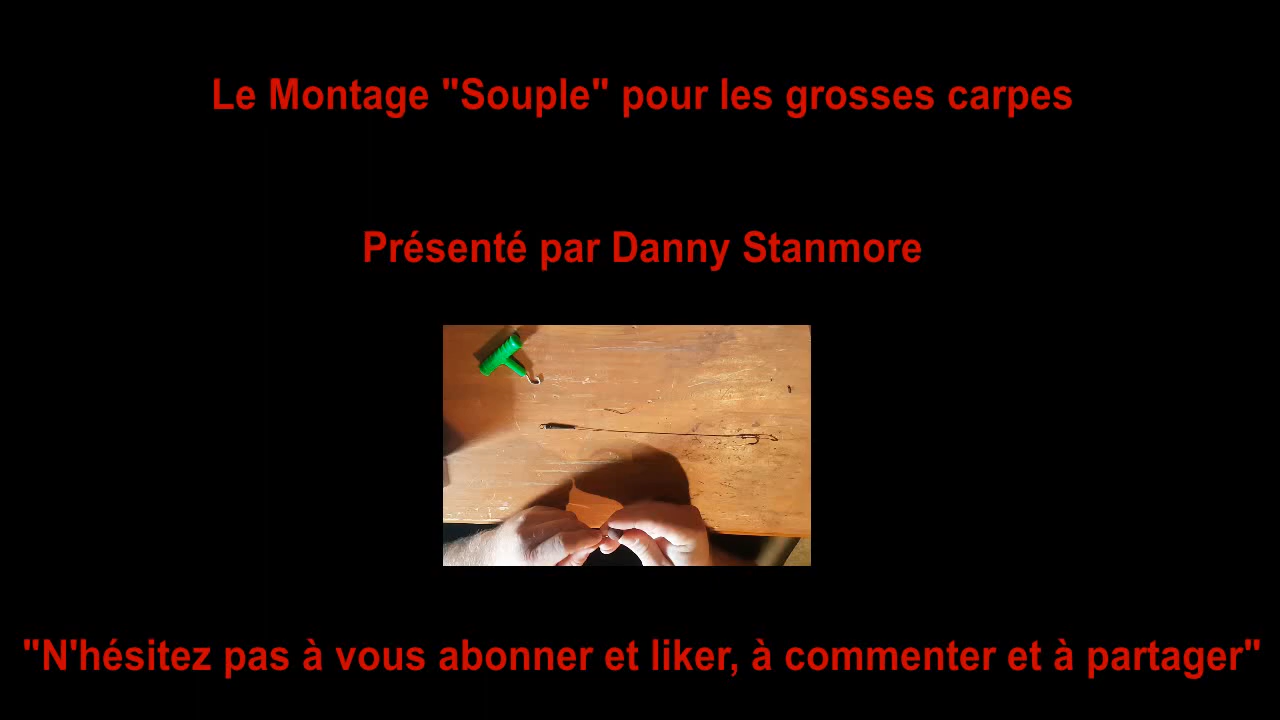 Le Montage "Souple" pour les grosses carpes
Présenté par Danny Stanmore
"N'hésitez pas à vous abonner et liker, à commenter et à partager"